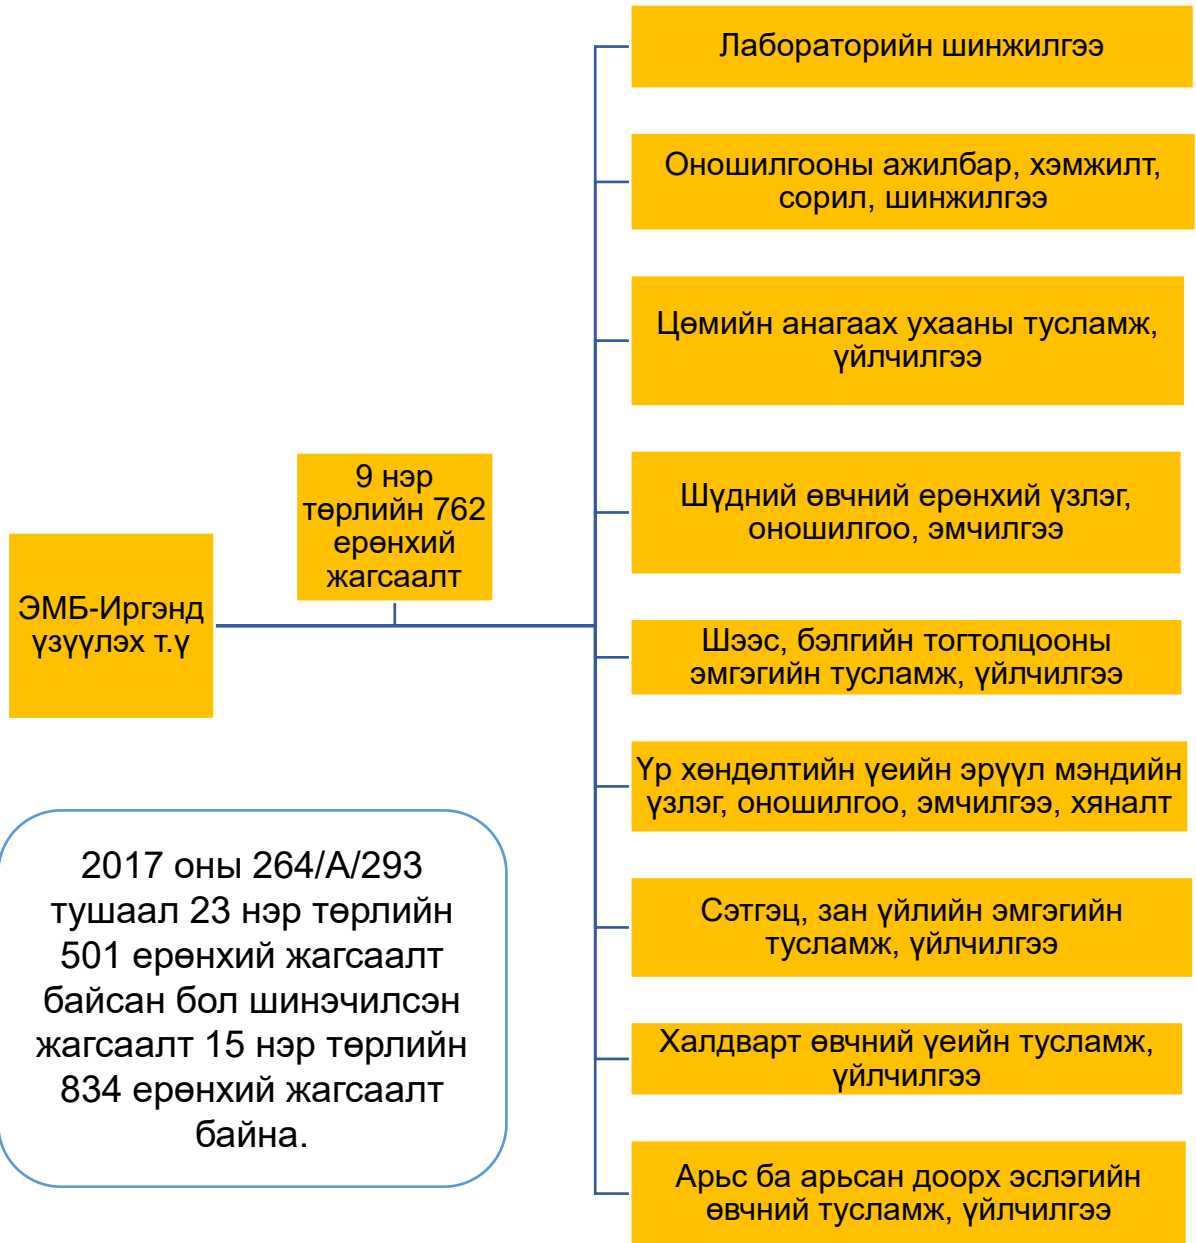 ЭМБ-Иргэнд
үзүүлэх т.ү
9 нэр
төрлийн 762
ерөнхий
жагсаалт
Лабораторийн шинжилгээ
Оношилгооны ажилбар, хэмжилт,
сорил, шинжилгээ
Цөмийн анагаах ухааны тусламж,
үйлчилгээ
Шүдний өвчний ерөнхий үзлэг,
оношилгоо, эмчилгээ
Шээс, бэлгийн тогтолцооны
эмгэгийн тусламж, үйлчилгээ
Үр хөндөлтийн үеийн эрүүл мэндийн
үзлэг, оношилгоо, эмчилгээ, хяналт
Сэтгэц, зан үйлийн эмгэгийн
тусламж, үйлчилгээ
Халдварт өвчний үеийн тусламж,
үйлчилгээ
Арьс ба арьсан доорх эслэгийн
өвчний тусламж, үйлчилгээ
2017 оны 264/А/293
тушаал 23 нэр төрлийн
501 ерөнхий жагсаалт
байсан бол шинэчилсэн
жагсаалт 15 нэр төрлийн
834 ерөнхий жагсаалт
байна.